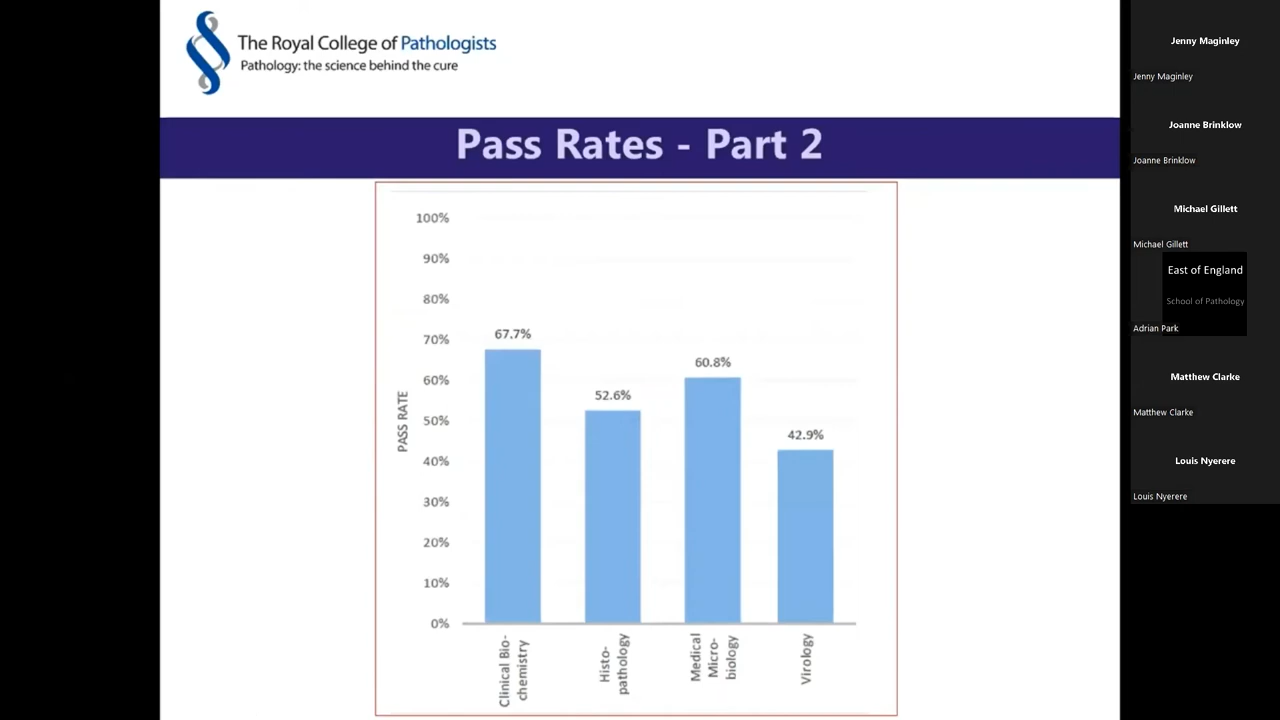 The Royal College of Pathologists
Pathology: the science behind the cure
Pass Rates - Part 2
100%
90%
80%
70%
60%
50%
40%
30%
20%
10%
0%
PASS RATE
67.7%
52.6%
60.8%
42.9%
Clinical Bio-
chemistry
Histo-
pathology
Medical
Micro-
biology
Virology
Jenny Maginley
Jenny Maginley
Joanne Brinklow
Joanne Brinklow
Michael Gillett
Michael Gillett
East of England
School of Pathology
Adrian Park
Matthew Clarke
Matthew Clarke
Louis Nyerere
Louis Nyerere